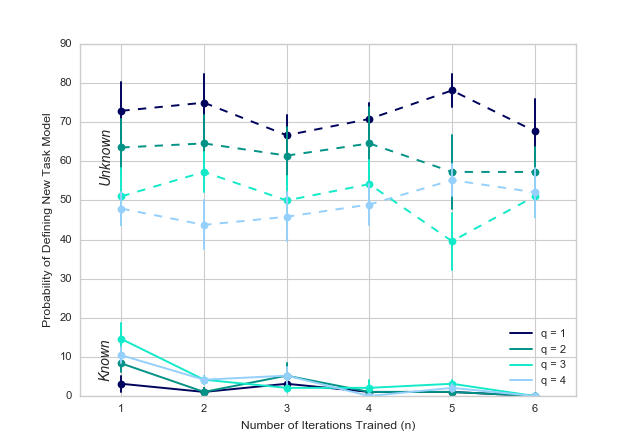 90
80
70
60
50
40
30
20
10
0
Probability of Defining New Task Model
Unknown
Known
q = 1
q = 2
q = 3
q = 4
1 2 3 4 5 6
Number of Iterations Trained (n)